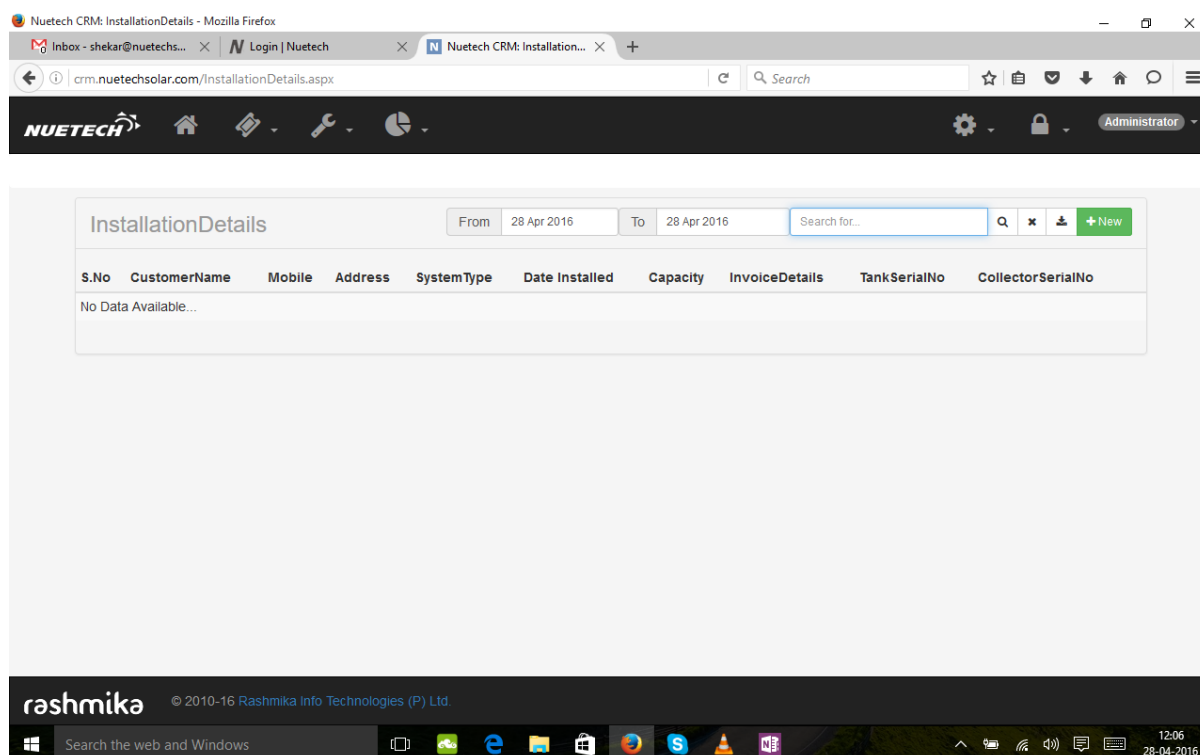 Nuetech CRM: InstallationDetails - Mozilla Firefox
Inbox - shekar@nuetechs... Login | Nuetech Nuetech CRM: Installation...
crm.nuetechsolar.com/InstallationDetails.aspx Search
NUETECH Administrator
InstallationDetails From 28 Apr 2016 To 28 Apr 2016 Search for... New
S.No CustomerName Mobile Address SystemType Date Installed Capacity InvoiceDetails TankSerialNo CollectorSerialNo
No Data Available...
rashmika © 2010-16 Rashmika Info Technologies (P) Ltd.
Search the web and Windows 12:06
28-04-2016